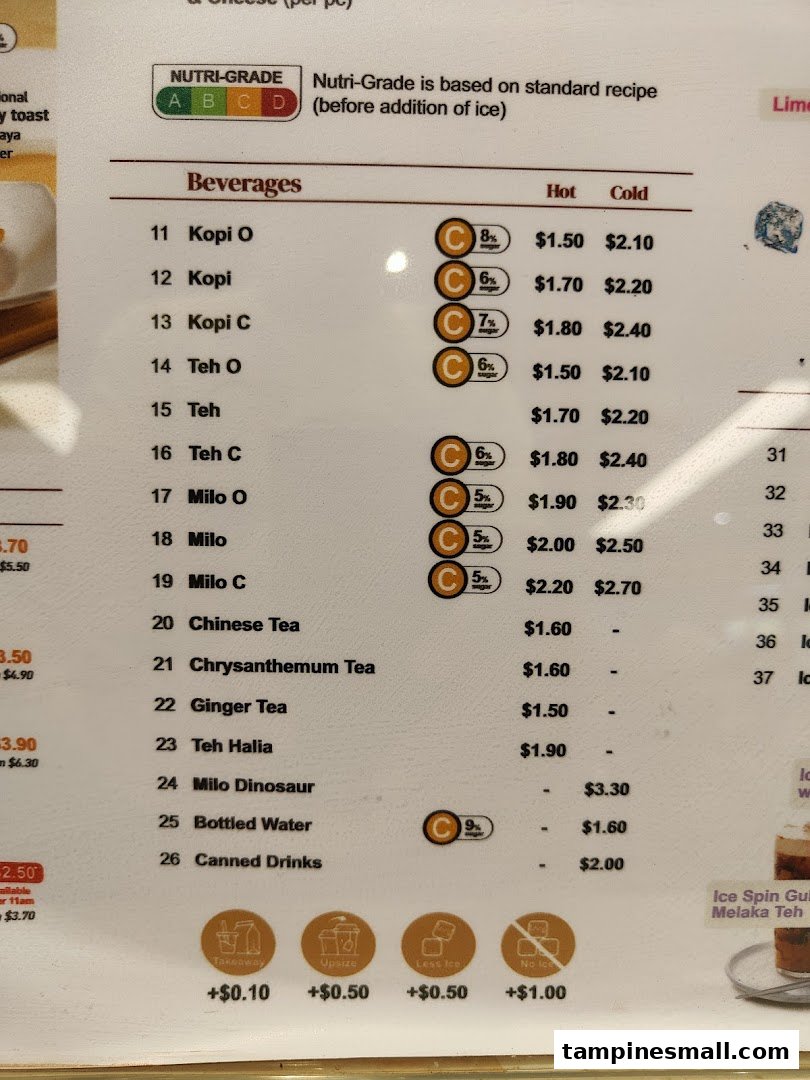 & Cheese (per pc)
NUTRI-GRADE
A B C D
Nutri-Grade is based on standard recipe
(before addition of ice)
Beverages Hot Cold
11 Kopi O C 8% sugar $1.50 $2.10
12 Kopi C 6% sugar $1.70 $2.20
13 Kopi C C 7% sugar $1.80 $2.40
14 Teh O C 6% sugar $1.50 $2.10
15 Teh $1.70 $2.20
16 Teh C C 6% sugar $1.80 $2.40
17 Milo O C 5% sugar $1.90 $2.30
18 Milo C 5% sugar $2.00 $2.50
19 Milo C C 5% sugar $2.20 $2.70
20 Chinese Tea $1.60 -
21 Chrysanthemum Tea $1.60 -
22 Ginger Tea $1.50 -
23 Teh Halia $1.90 -
24 Milo Dinosaur - $3.30
25 Bottled Water C 9% sugar - $1.60
26 Canned Drinks - $2.00
Takeaway Upsize Less Ice No Ice
+$0.10 +$0.50 +$0.50 +$1.00
toast
.70
$5.50
3.50
$4.90
$3.90
$6.30
2.50
11am
$3.70
31
32
33
34
35
36
37
Ice Spin Gul
Melaka Teh
tampinesmall.com